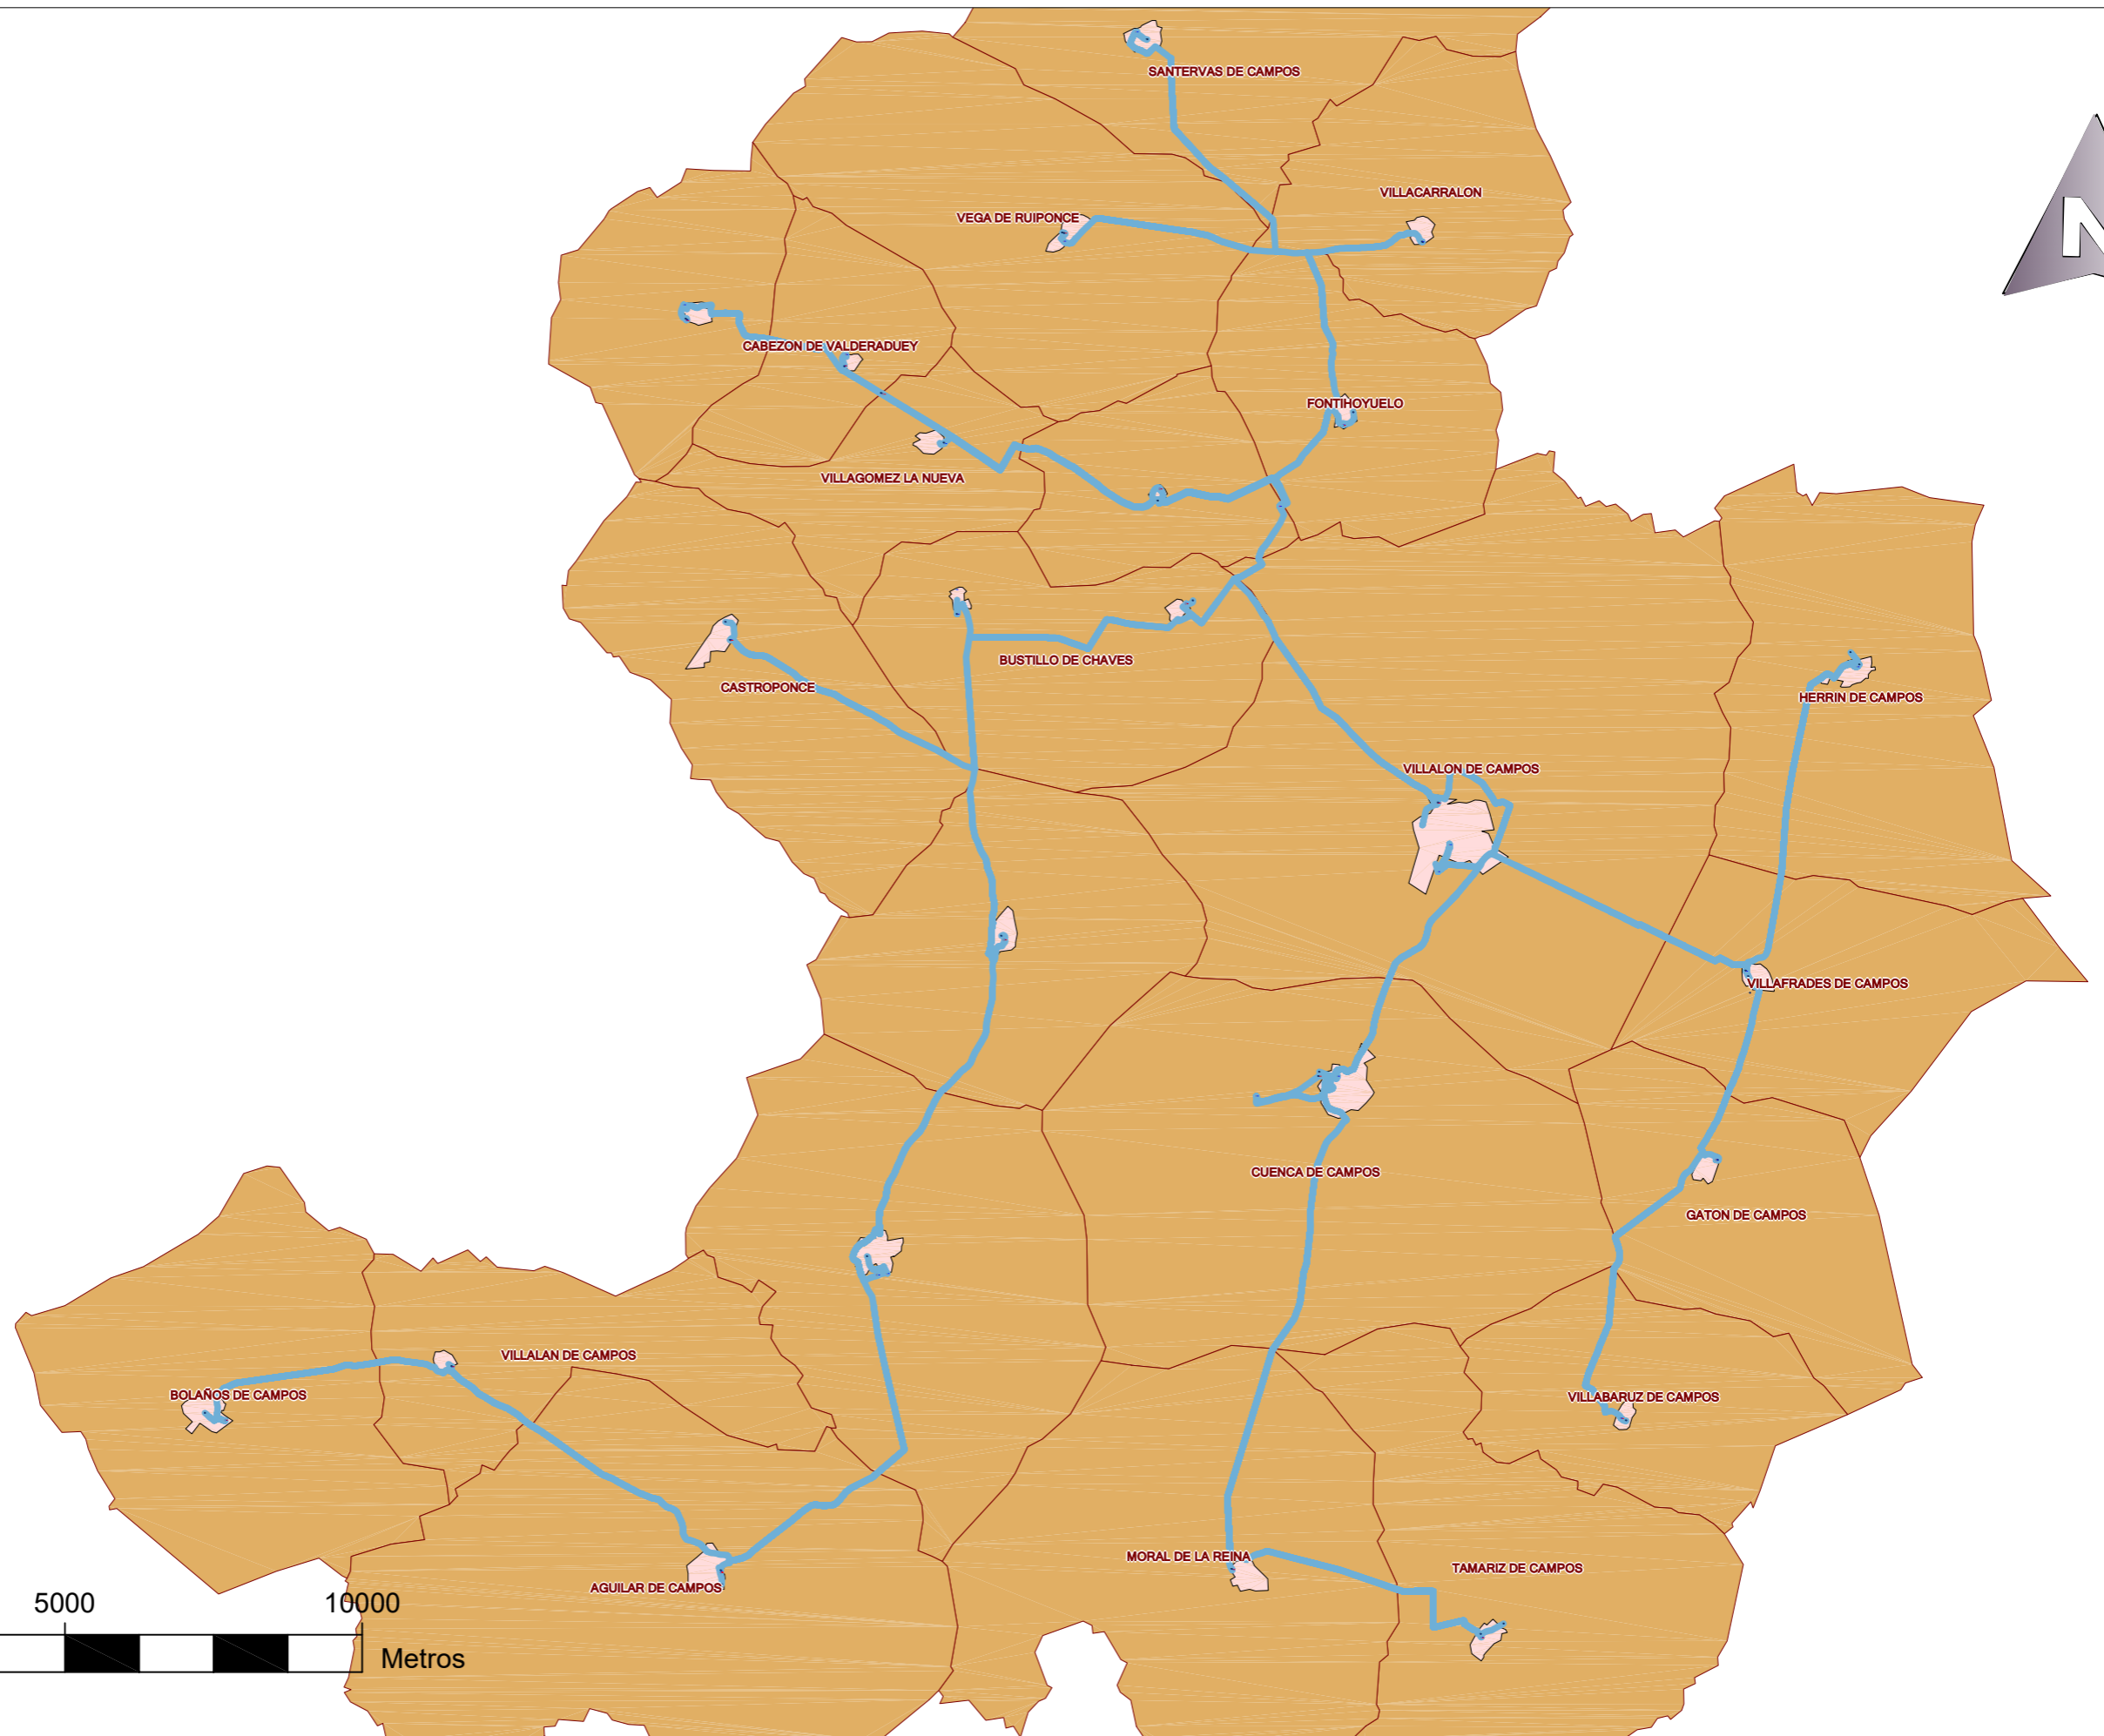 SANTERVAS DE CAMPOS
VILLACARRALON
VEGA DE RUIPONCE
N
CABEZON DE VALDERADUEY
FONTIHOYUELO
VILLAGOMEZ LA NUEVA
BUSTILLO DE CHAVES
CASTROPONCE
HERRIN DE CAMPOS
VILLALON DE CAMPOS
VILLAFRADES DE CAMPOS
CUENCA DE CAMPOS
GATON DE CAMPOS
VILLALAN DE CAMPOS
BOLAÑOS DE CAMPOS
VILLABARUZ DE CAMPOS
MORAL DE LA REINA
TAMARIZ DE CAMPOS
AGUILAR DE CAMPOS
5000 10000
Metros